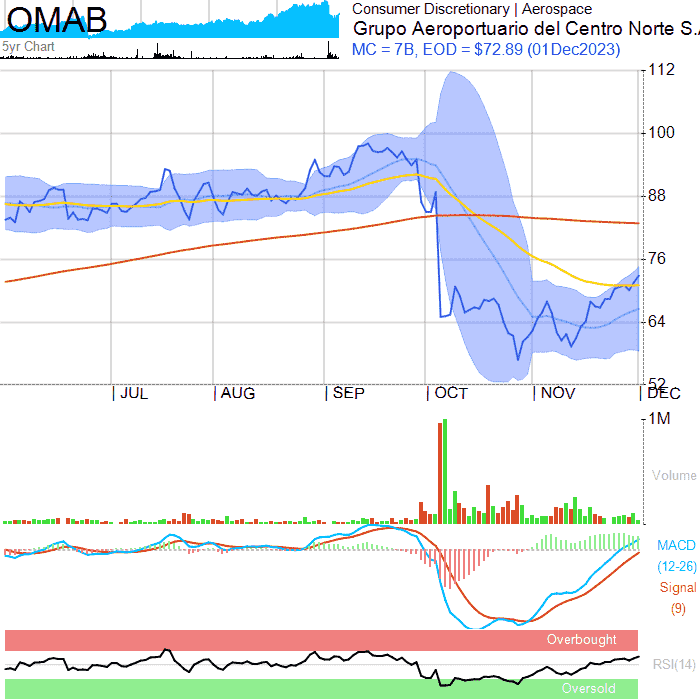 OMAB
5yr Chart
Consumer Discretionary | Aerospace
Grupo Aeroportuario del Centro Norte S.A
MC = 7B, EOD = $72.89 (01Dec2023)
112
100
88
76
64
52
JUL
AUG
SEP
OCT
NOV
DEC
1M
Volume
MACD
(12-26)
Signal
(9)
Overbought
RSI(14)
Oversold